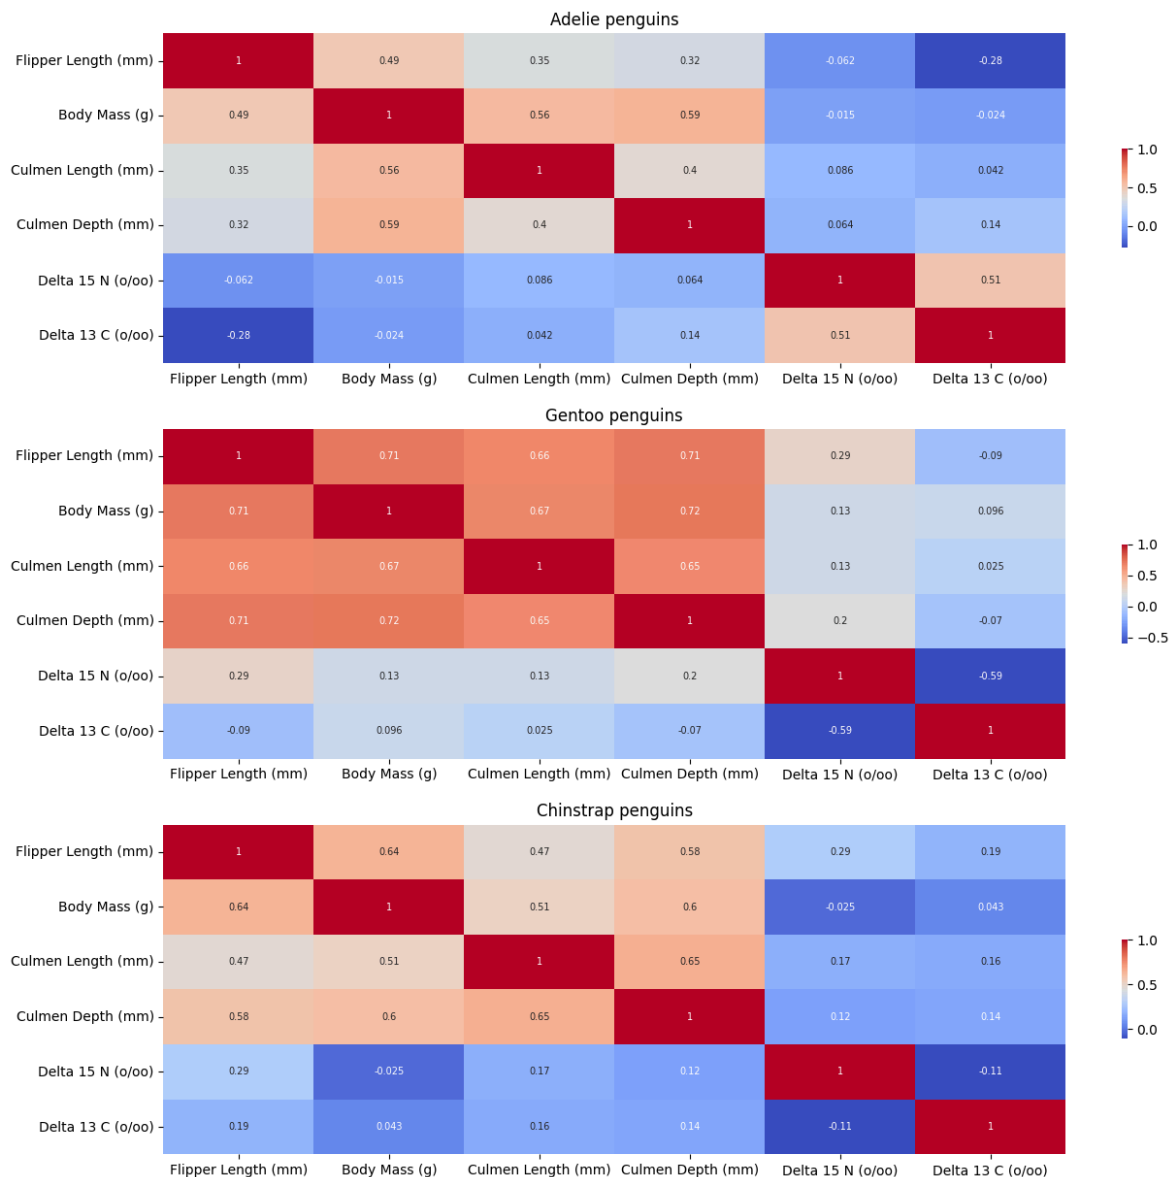 Adelie penguins
Flipper Length (mm) 1 0.49 0.35 0.32 -0.062 -0.28
Body Mass (g) 0.49 1 0.56 0.59 -0.015 -0.024
Culmen Length (mm) 0.35 0.56 1 0.4 0.086 0.042
Culmen Depth (mm) 0.32 0.59 0.4 1 0.064 0.14
Delta 15 N (o/oo) -0.062 -0.015 0.086 0.064 1 0.51
Delta 13 C (o/oo) -0.28 -0.024 0.042 0.14 0.51 1
Flipper Length (mm) Body Mass (g) Culmen Length (mm) Culmen Depth (mm) Delta 15 N (o/oo) Delta 13 C (o/oo)
1.0
0.5
0.0
Gentoo penguins
Flipper Length (mm) 1 0.71 0.66 0.71 0.29 -0.09
Body Mass (g) 0.71 1 0.67 0.72 0.13 0.096
Culmen Length (mm) 0.66 0.67 1 0.65 0.13 0.025
Culmen Depth (mm) 0.71 0.72 0.65 1 0.2 -0.07
Delta 15 N (o/oo) 0.29 0.13 0.13 0.2 1 -0.59
Delta 13 C (o/oo) -0.09 0.096 0.025 -0.07 -0.59 1
Flipper Length (mm) Body Mass (g) Culmen Length (mm) Culmen Depth (mm) Delta 15 N (o/oo) Delta 13 C (o/oo)
1.0
0.5
0.0
−0.5
Chinstrap penguins
Flipper Length (mm) 1 0.64 0.47 0.58 0.29 0.19
Body Mass (g) 0.64 1 0.51 0.6 -0.025 0.043
Culmen Length (mm) 0.47 0.51 1 0.65 0.17 0.16
Culmen Depth (mm) 0.58 0.6 0.65 1 0.12 0.14
Delta 15 N (o/oo) 0.29 -0.025 0.17 0.12 1 -0.11
Delta 13 C (o/oo) 0.19 0.043 0.16 0.14 -0.11 1
Flipper Length (mm) Body Mass (g) Culmen Length (mm) Culmen Depth (mm) Delta 15 N (o/oo) Delta 13 C (o/oo)
1.0
0.5
0.0